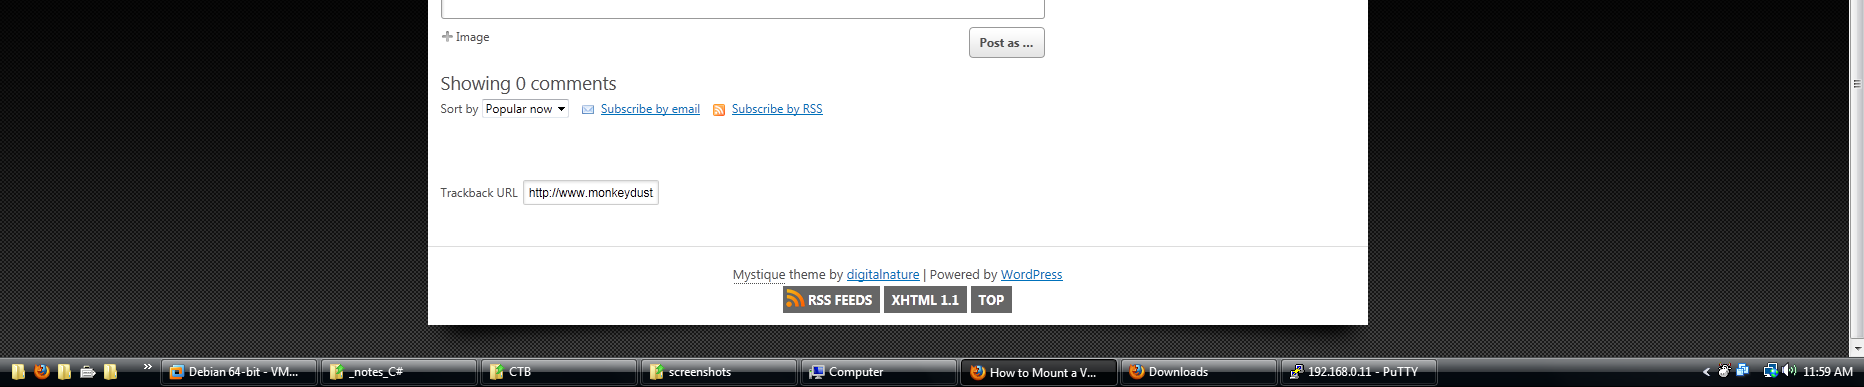 Image
Post as ...
Showing 0 comments
Sort by Popular now Subscribe by email Subscribe by RSS
Trackback URL http://www.monkeydust
Mystique theme by digitalnature | Powered by WordPress
RSS FEEDS XHTML 1.1 TOP
» Debian 64-bit - VM... _notes_C# CTB screenshots Computer How to Mount a V... Downloads 192.168.0.11 - PuTTY < 11:59 AM